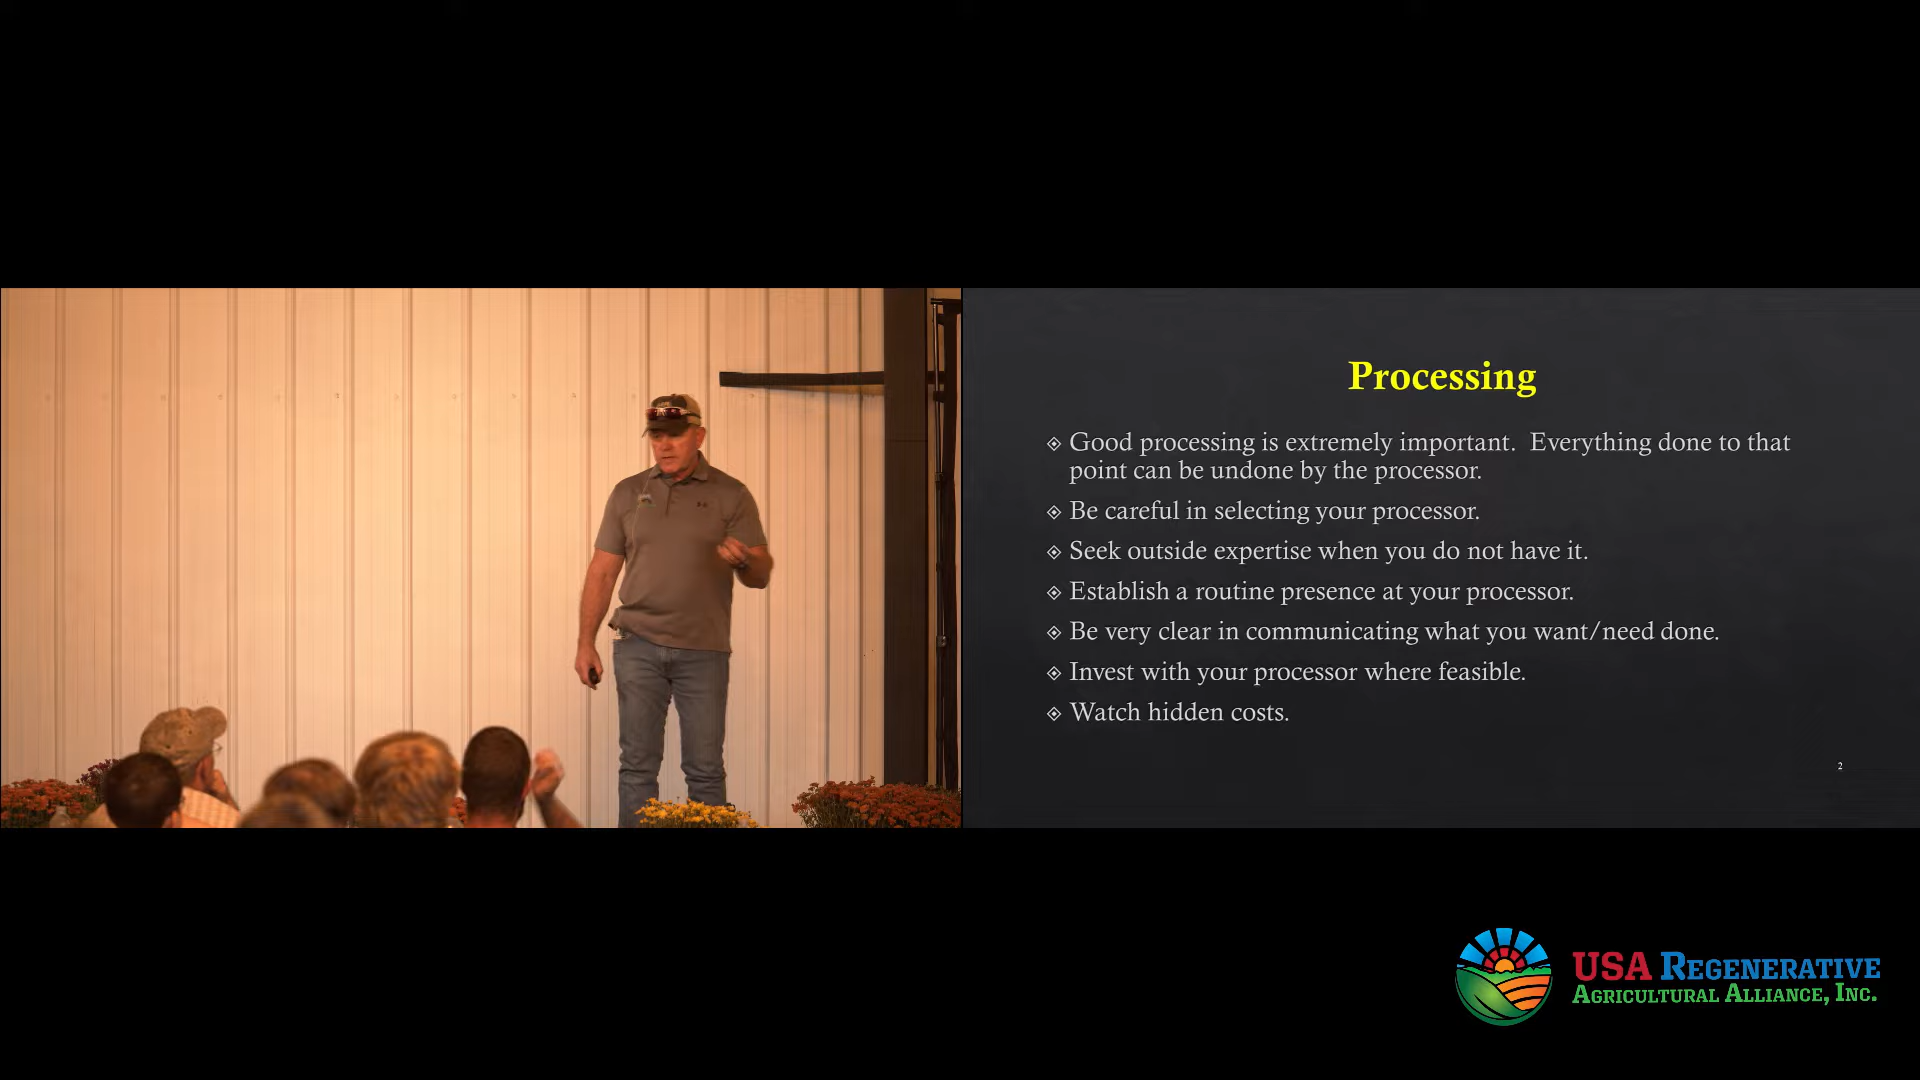 Processing
Good processing is extremely important.  Everything done to that
point can be undone by the processor.
Be careful in selecting your processor.
Seek outside expertise when you do not have it.
Establish a routine presence at your processor.
Be very clear in communicating what you want/need done.
Invest with your processor where feasible.
Watch hidden costs.
2
USA REGENERATIVE
AGRICULTURAL ALLIANCE, INC.